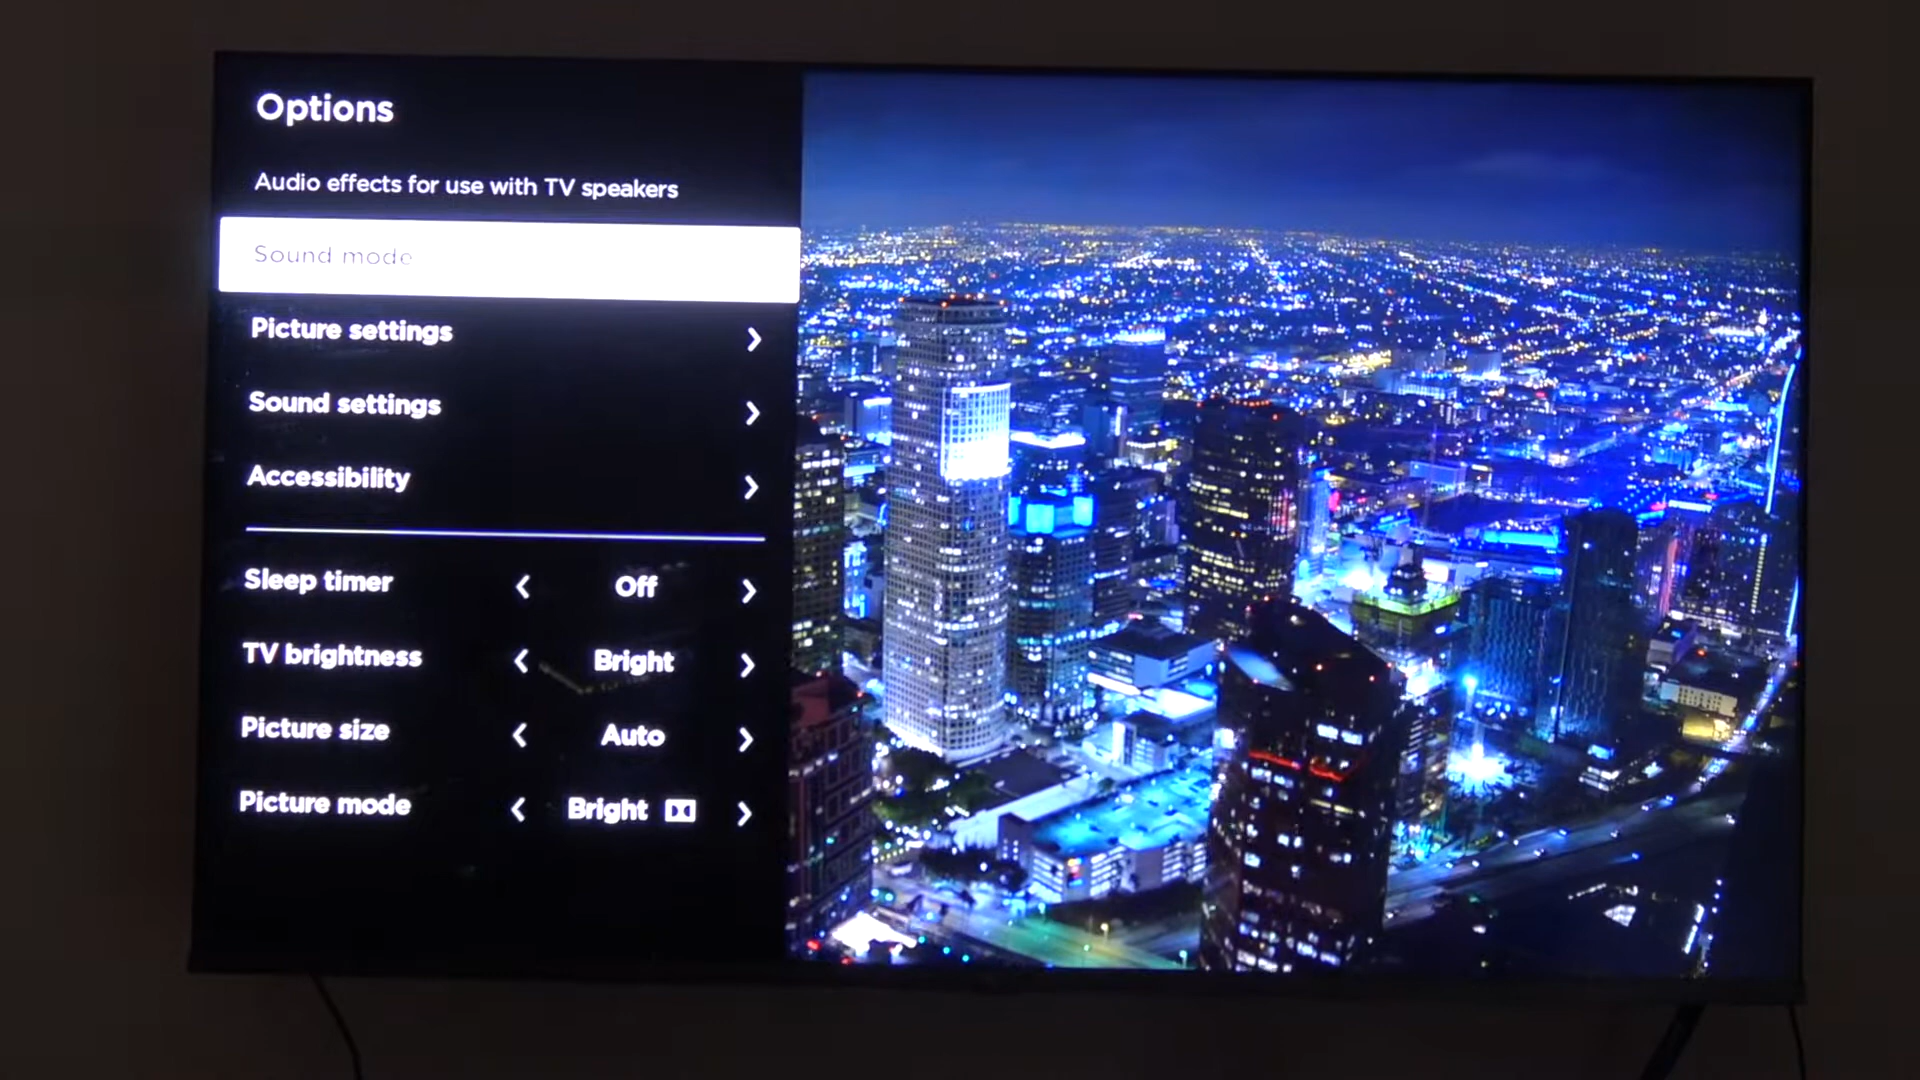 Options
Audio effects for use with TV speakers
Sound mode
Picture settings
Sound settings
Accessibility
Sleep timer Off
TV brightness Bright
Picture size Auto
Picture mode Bright